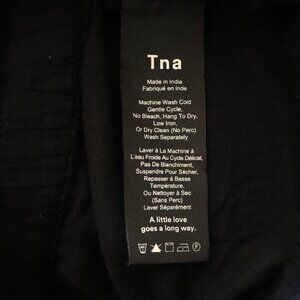 Tna
Made in India
Fabriqué en Inde
Machine Wash Cold
Gentle Cycle,
No Bleach, Hang To Dry,
Low Iron,
Or Dry Clean (No Perc)
Wash Separately
Laver à La Machine à
L'eau Froide Au Cycle Délicat,
Pas De Blanchiment,
Suspendre Pour Sécher,
Repasser à Basse
Température,
Ou Nettoyer à Sec
(Sans Perc)
Laver Séparément
A little love
goes a long way.